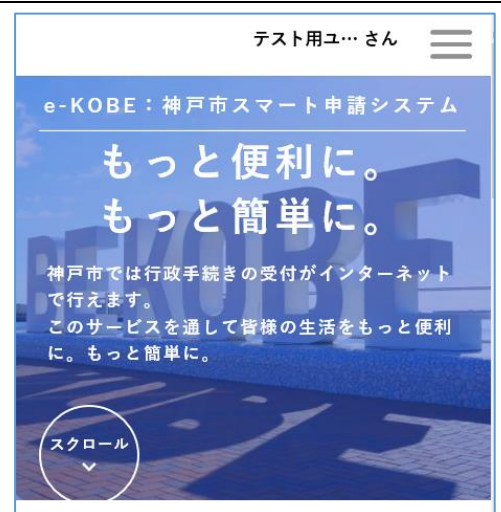 テスト用ユ… さん
e-KOBE：神戸市スマート申請システム
もっと便利に。
もっと簡単に。
神戸市では行政手続きの受付がインターネット
で行えます。
このサービスを通して皆様の生活をもっと便利
に。もっと簡単に。
BE KOBE
スクロール